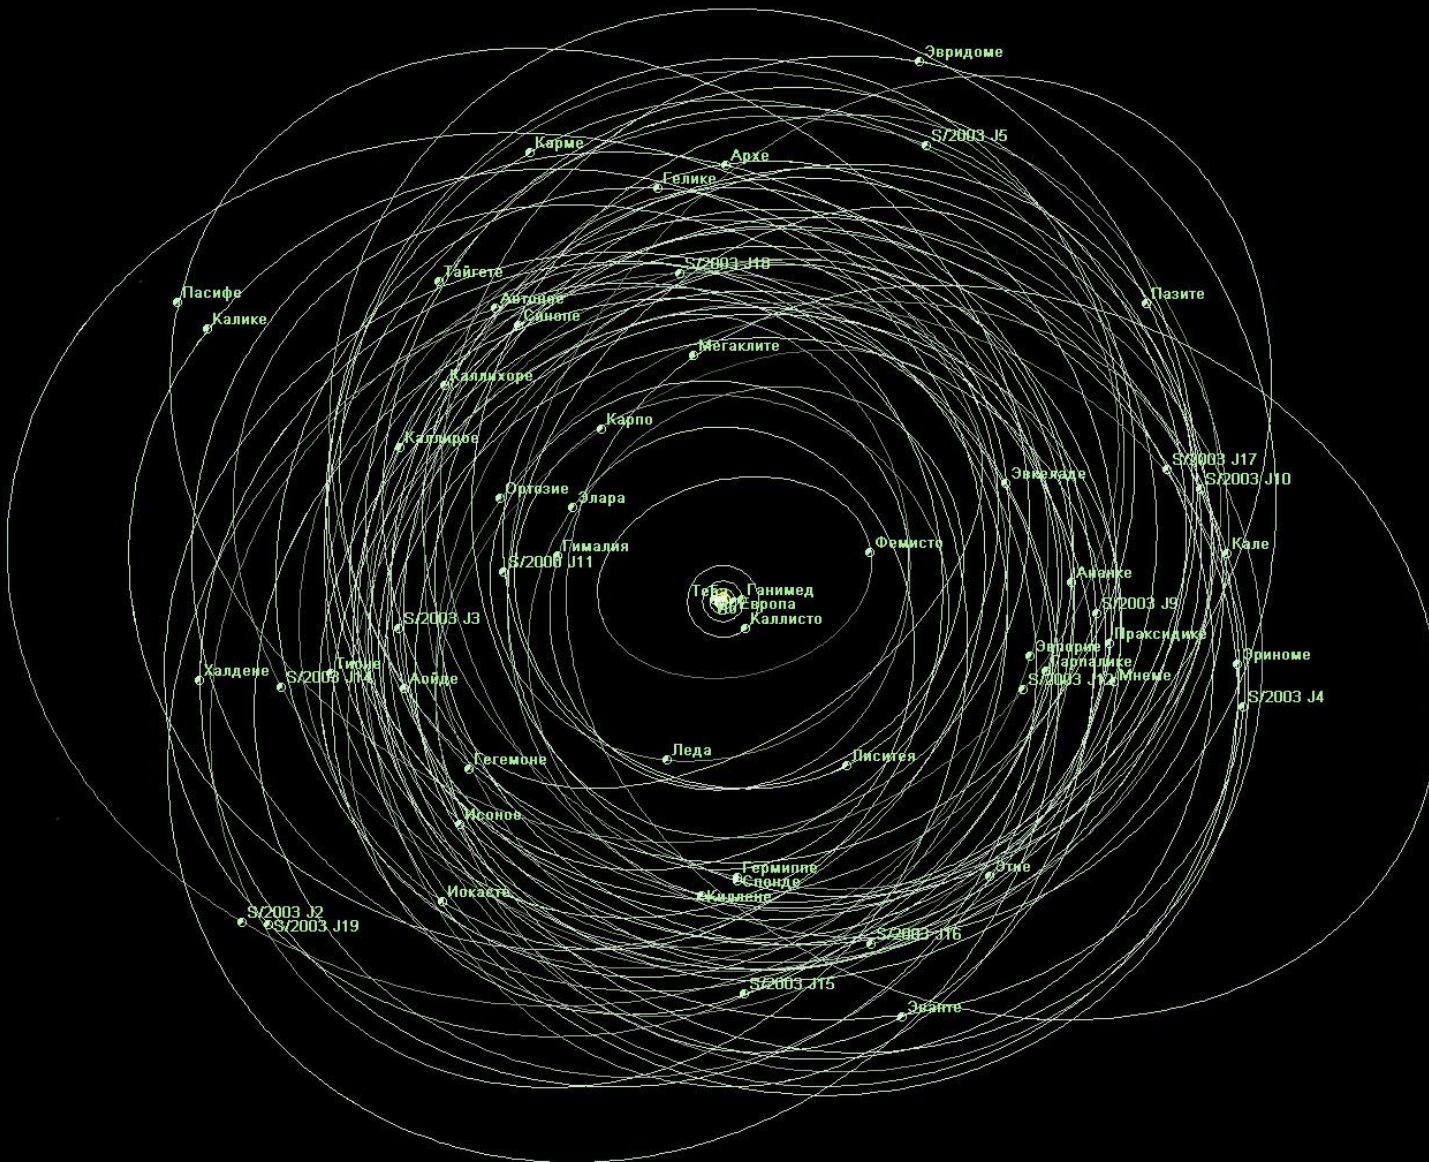 Эвридоме
S/2003 J5
Карме
Архе
Гелике
S/2003 J18
Тайгете
Пасифе
Пазите
Автоное
Калике
Синопе
Мегаклите
Каллихоре
Карпо
Каллирое
S/2003 J17
Эвкеладе
S/2003 J10
Ортозие
Элара
Фемисто
Кале
Гималия
S/2000 J11
Ананке
Ганимед
Европа
S/2003 J9
Каллисто
S/2003 J3
Праксидике
Эвпорие
Эриноме
Тионе
Гарпалике
Халдене
S/2003 J14
Аойде
S/2003 J12
Мнеме
S/2003 J4
Леда
Лиситея
Гегемоне
Исоное
Гермиппе
Этне
Спонде
Иокасте
Киллене
S/2003 J2
S/2003 J19
S/2003 J16
S/2003 J15
Эванте